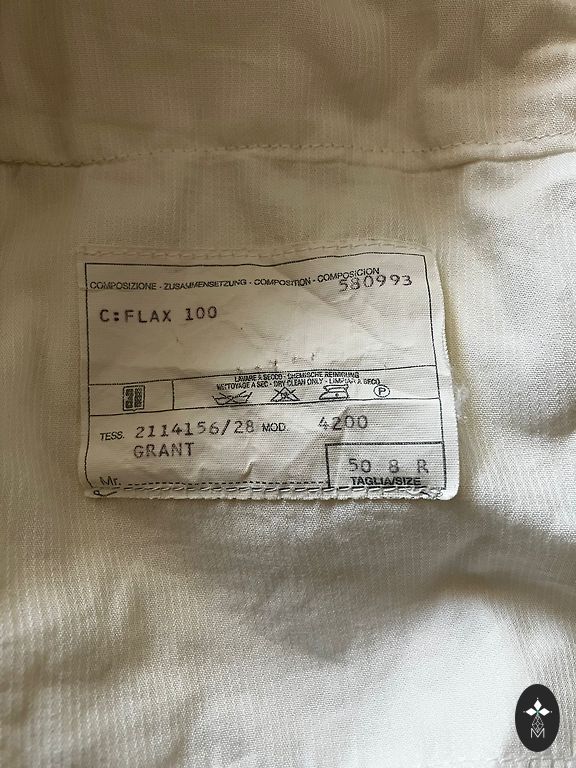 COMPOSIZIONE - ZUSAMMENSETZUNG - COMPOSITION - COMPOSICION
580993
C:FLAX 100
LAVARE A SECCO - CHEMISCHE REINIGUNG
NETTOYAGE A SEC - DRY CLEAN ONLY - LIMPIAR A SECO
P
TESS. 2114156/28 MOD. 4200
GRANT
50 8 R
Mr. TAGLIA/SIZE
M